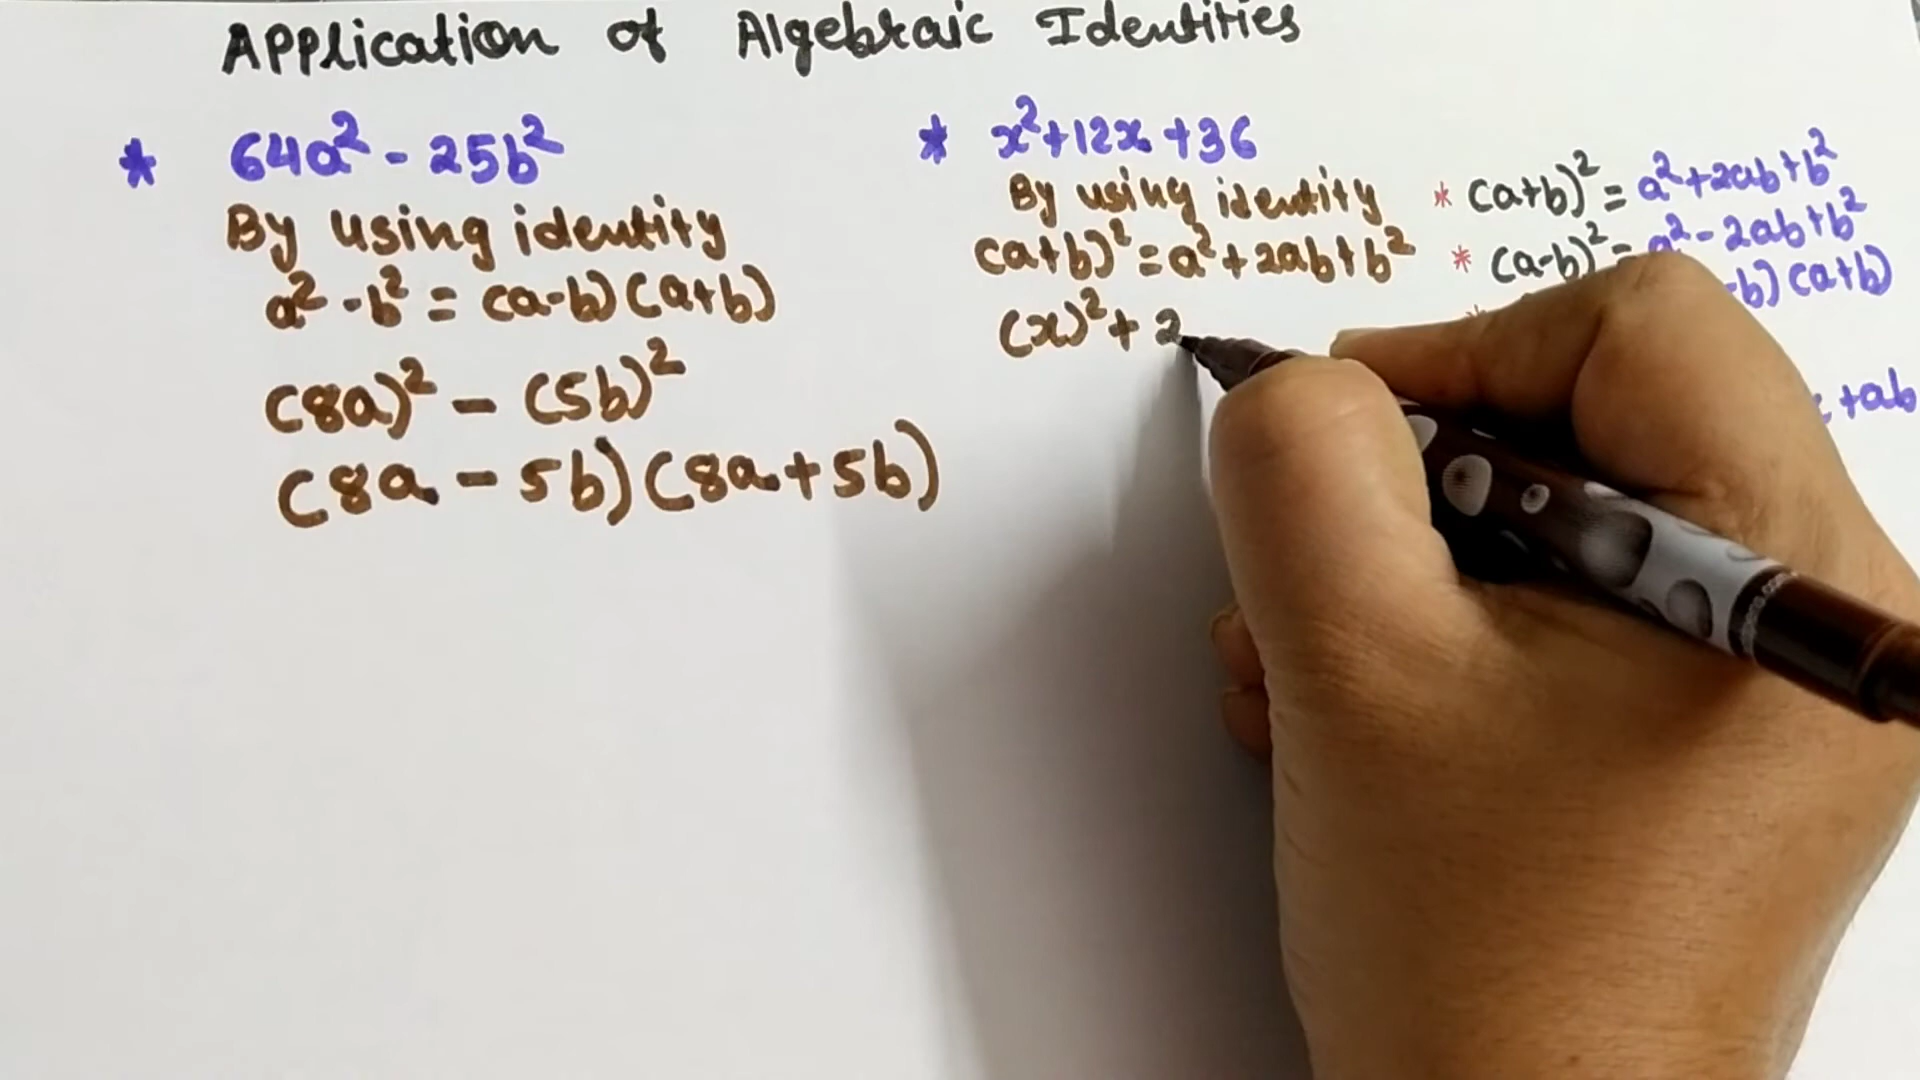 Application of Algebraic Identities
* 64a² - 25b²
By using identity
a² - b² = (a-b) (a+b)
(8a)² - (5b)²
(8a - 5b) (8a + 5b)
* x² + 12x + 36
By using identity
(a+b)² = a² + 2ab + b²
(x)² + 2
* (a+b)² = a² + 2ab + b²
* (a-b)² = a² - 2ab + b²
b) (a+b)
+ab